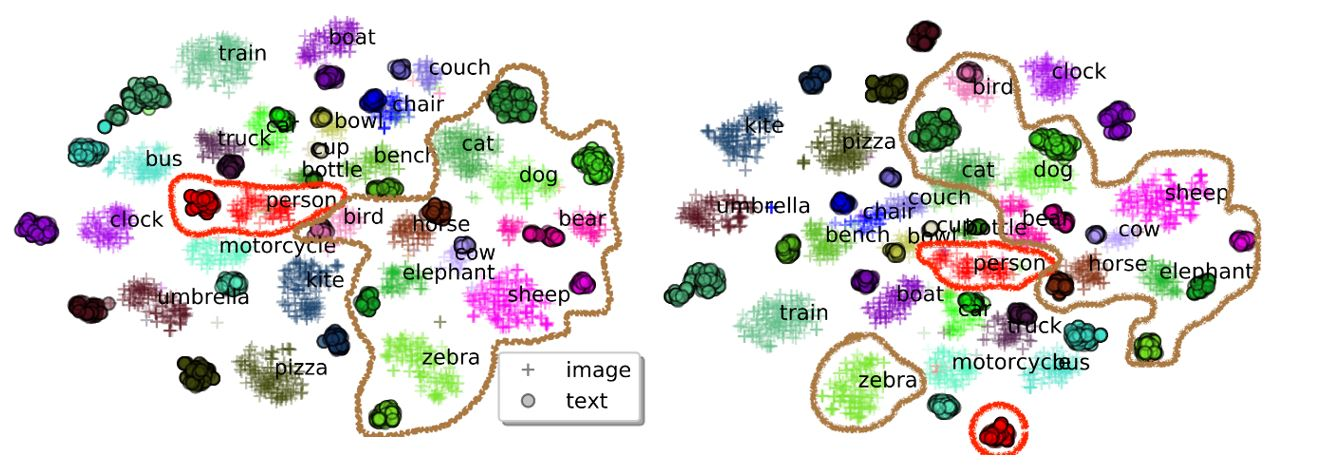 train
boat
couch
chair
car
bowl
truck
cup
bench
cat
bus
bottle
dog
person
clock
bird
horse
bear
motorcycle
cow
kite
elephant
umbrella
sheep
zebra
pizza
image
text
bird
clock
kite
pizza
cat
dog
sheep
umbrella
couch
chair
bear
bench
bowl
cup
bottle
cow
person
horse
elephant
boat
car
train
truck
motorcycle
bus
zebra